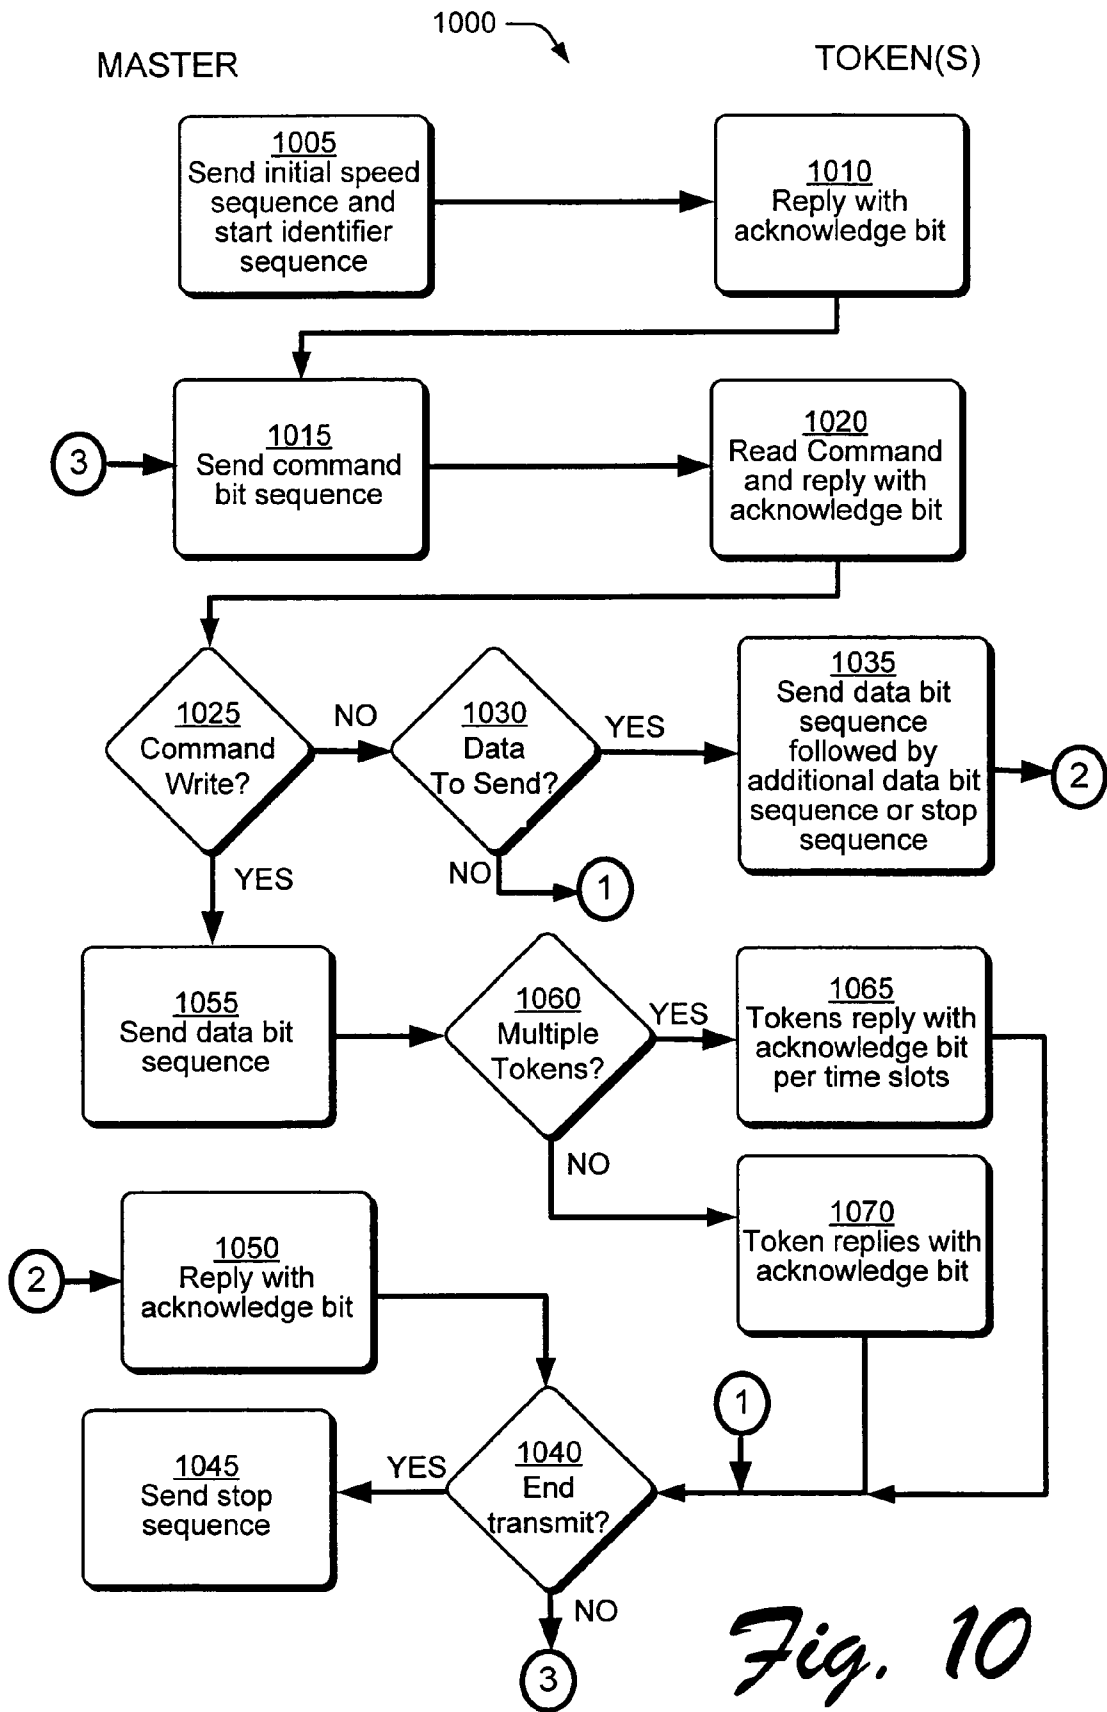 1000
MASTER
TOKEN(S)
1005
Send initial speed
sequence and
start identifier
sequence
1010
Reply with
acknowledge bit
3
1015
Send command
bit sequence
1020
Read Command
and reply with
acknowledge bit
1025
Command
Write?
NO
1030
Data
To Send?
YES
1035
Send data bit
sequence
followed by
additional data bit
sequence or stop
sequence
2
YES
NO
1
1055
Send data bit
sequence
1060
Multiple
Tokens?
YES
1065
Tokens reply with
acknowledge bit
per time slots
NO
1070
Token replies with
acknowledge bit
2
1050
Reply with
acknowledge bit
1
1045
Send stop
sequence
YES
1040
End
transmit?
NO
3
Fig. 10